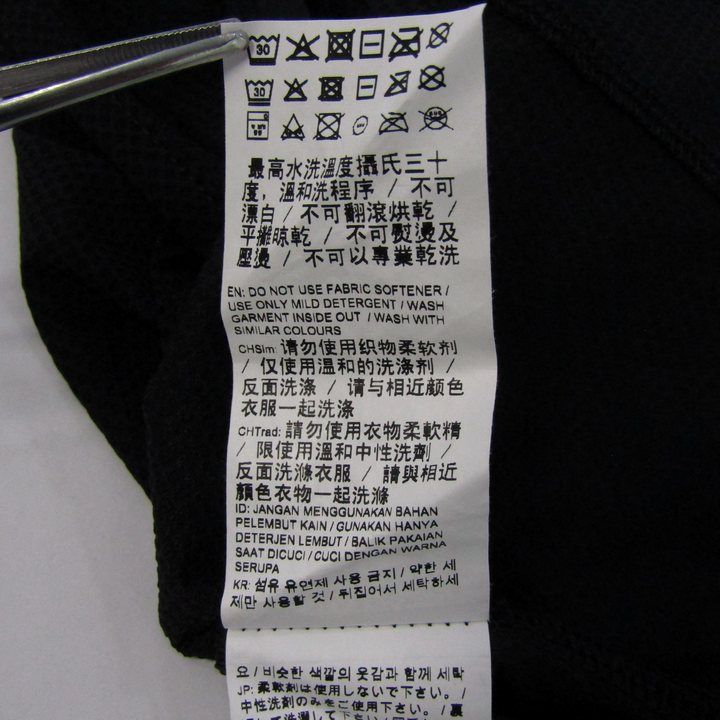 30
30
最高水洗溫度攝氏三十
度, 溫和洗程序 / 不可
漂白 / 不可翻滾烘乾 /
平攤晾乾 / 不可熨燙及
壓燙 / 不可以專業乾洗
EN: DO NOT USE FABRIC SOFTENER /
USE ONLY MILD DETERGENT / WASH
GARMENT INSIDE OUT / WASH WITH
SIMILAR COLOURS
CHSim: 请勿使用织物柔软剂
/ 仅使用温和的洗涤剂 /
反面洗涤 / 请与相近颜色
衣服一起洗涤
CHTrad: 請勿使用衣物柔軟精
/ 限使用溫和中性洗劑 /
反面洗滌衣服 / 請與相近
顏色衣物一起洗滌
ID: JANGAN MENGGUNAKAN BAHAN
PELEMBUT KAIN / GUNAKAN HANYA
DETERJEN LEMBUT / BALIK PAKAIAN
SAAT DICUCI / CUCI DENGAN WARNA
SERUPA
KR: 섬유 유연제 사용 금지 / 약한 세
제만 사용할 것 / 뒤집어서 세탁하세
요 / 비슷한 색깔의 옷감과 함께 세탁
JP: 柔軟剤は使用しないで下さい。 /
中性洗剤のみをご使用下さい。 / 裏